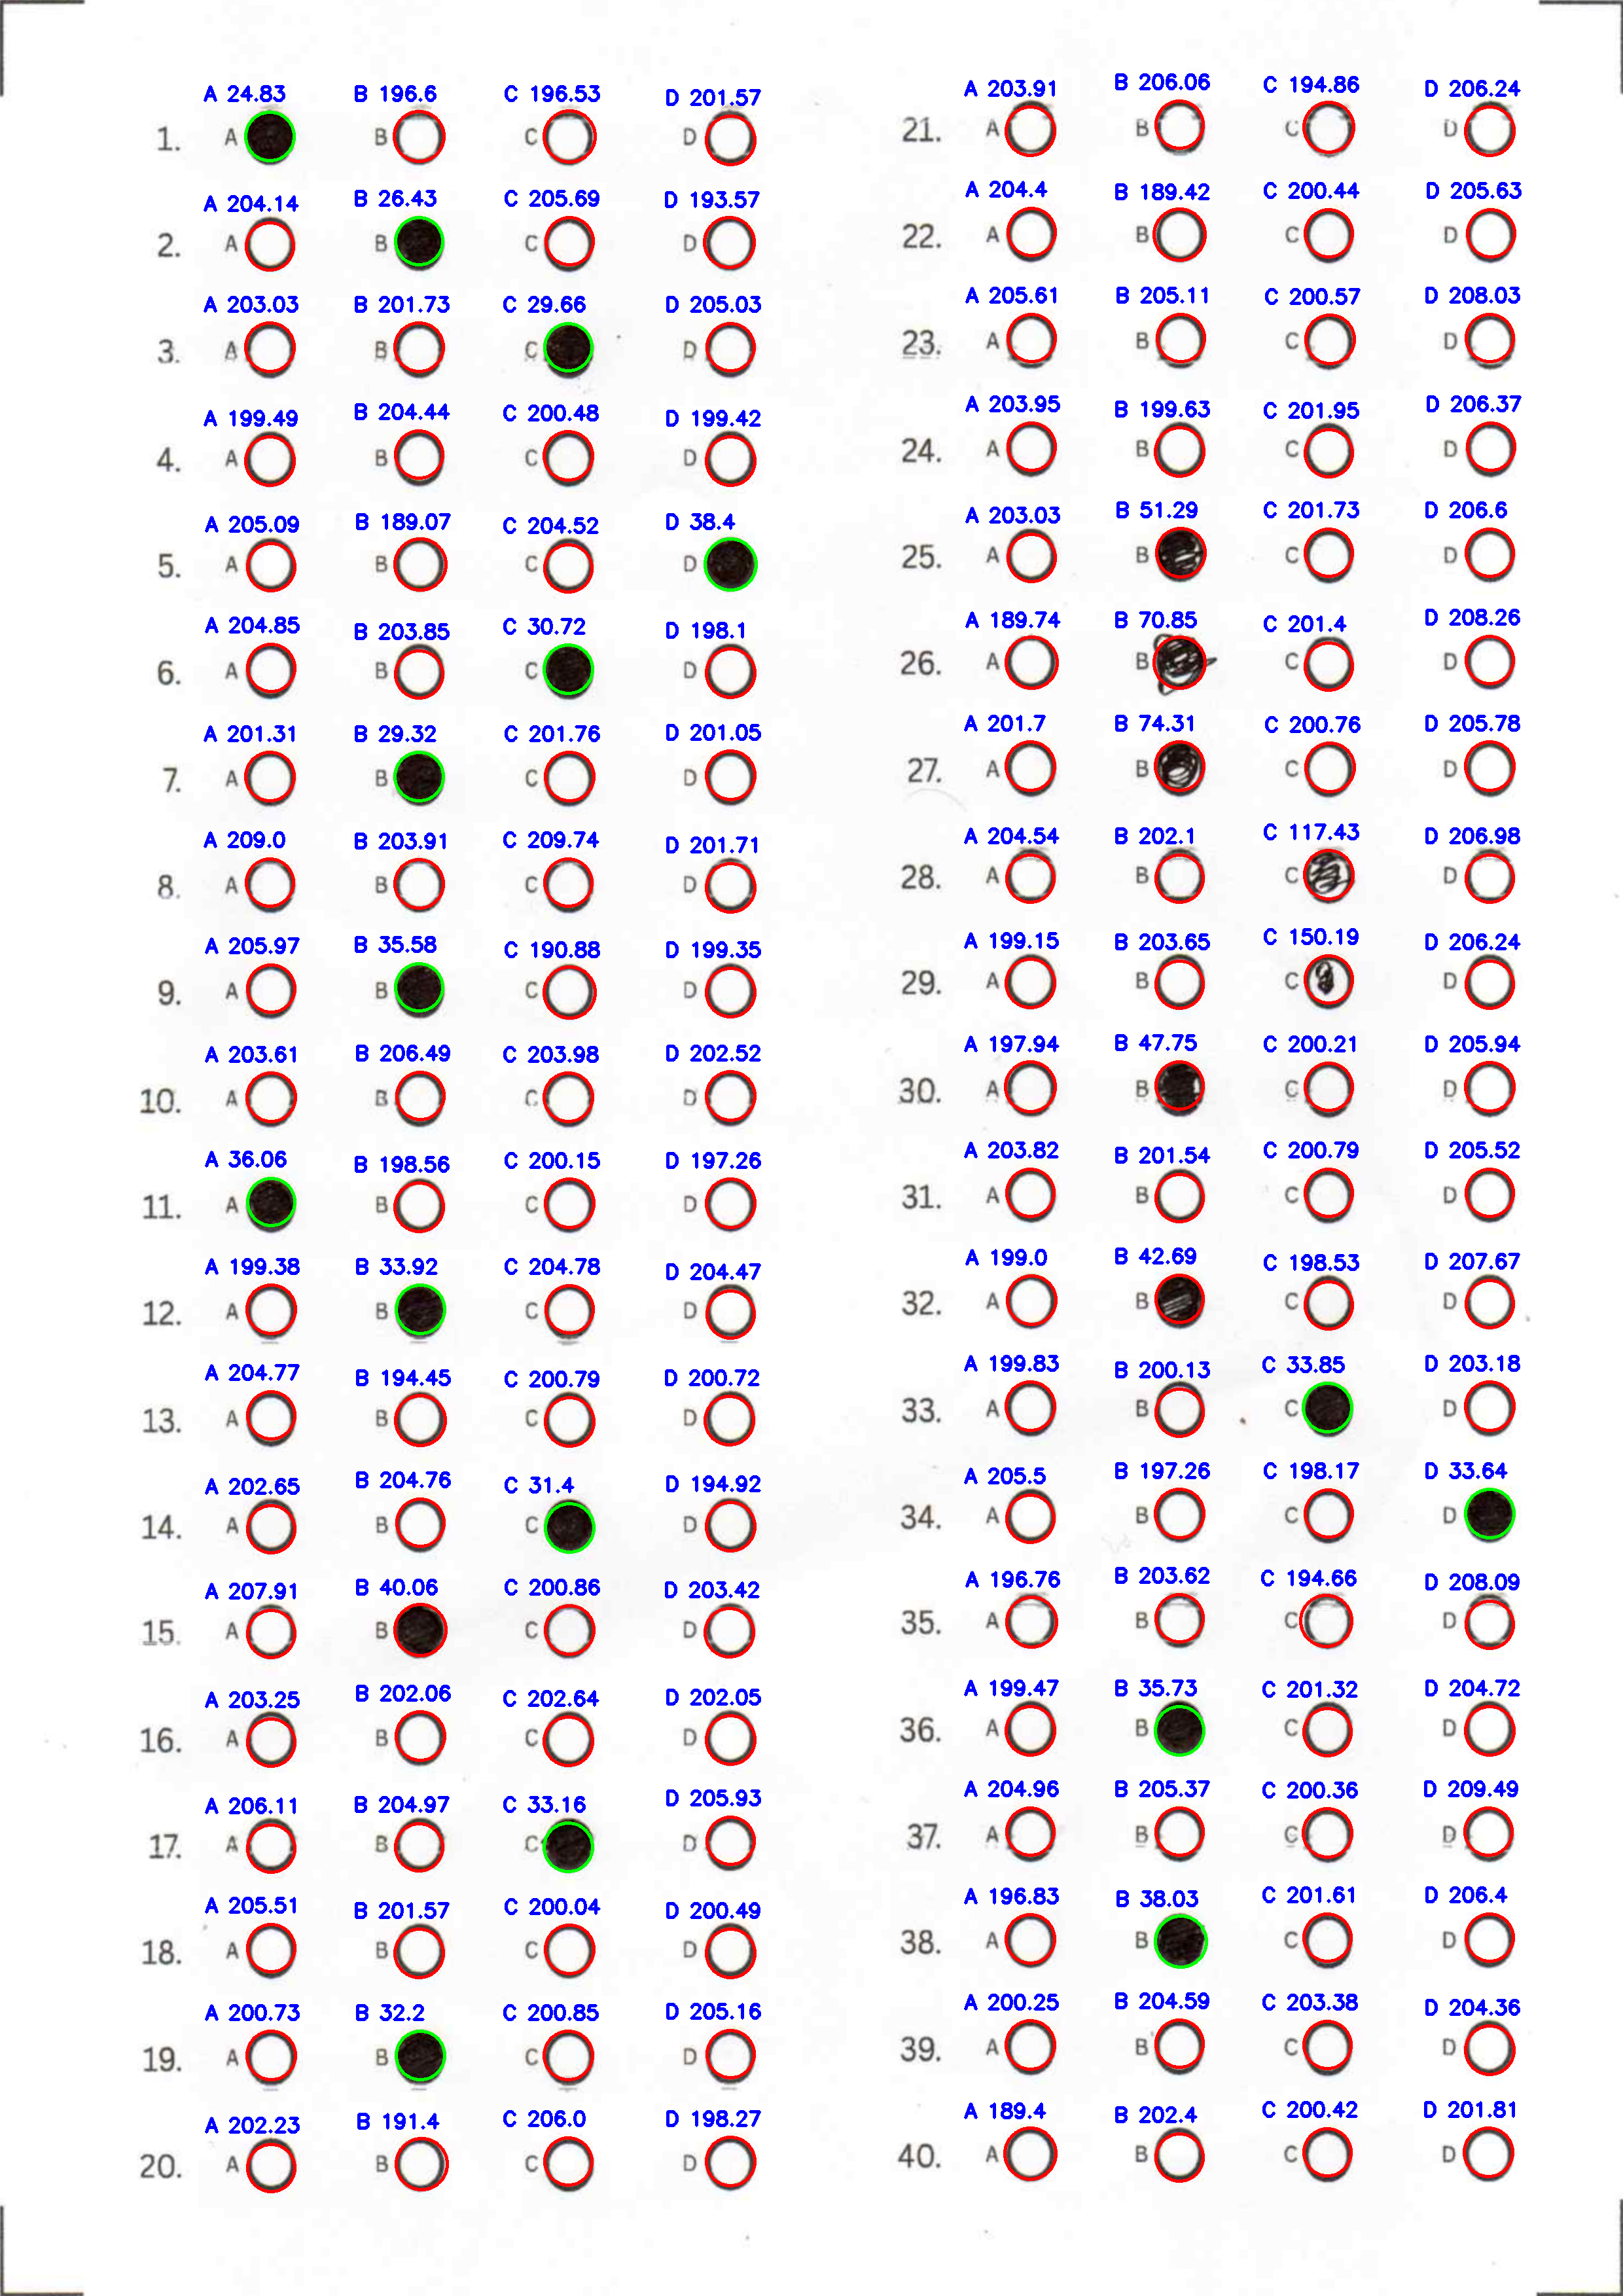 A 24.83 B 196.6 C 196.53 D 201.57
1. A B C D
A 204.14 B 26.43 C 205.69 D 193.57
2. A B C D
A 203.03 B 201.73 C 29.66 D 205.03
3. A B C D
A 199.49 B 204.44 C 200.48 D 199.42
4. A B C D
A 205.09 B 189.07 C 204.52 D 38.4
5. A B C D
A 204.85 B 203.85 C 30.72 D 198.1
6. A B C D
A 201.31 B 29.32 C 201.76 D 201.05
7. A B C D
A 209.0 B 203.91 C 209.74 D 201.71
8. A B C D
A 205.97 B 35.58 C 190.88 D 199.35
9. A B C D
A 203.61 B 206.49 C 203.98 D 202.52
10. A B C D
A 36.06 B 198.56 C 200.15 D 197.26
11. A B C D
A 199.38 B 33.92 C 204.78 D 204.47
12. A B C D
A 204.77 B 194.45 C 200.79 D 200.72
13. A B C D
A 202.65 B 204.76 C 31.4 D 194.92
14. A B C D
A 207.91 B 40.06 C 200.86 D 203.42
15. A B C D
A 203.25 B 202.06 C 202.64 D 202.05
16. A B C D
A 206.11 B 204.97 C 33.16 D 205.93
17. A B C D
A 205.51 B 201.57 C 200.04 D 200.49
18. A B C D
A 200.73 B 32.2 C 200.85 D 205.16
19. A B C D
A 202.23 B 191.4 C 206.0 D 198.27
20. A B C D
A 203.91 B 206.06 C 194.86 D 206.24
21. A B C D
A 204.4 B 189.42 C 200.44 D 205.63
22. A B C D
A 205.61 B 205.11 C 200.57 D 208.03
23. A B C D
A 203.95 B 199.63 C 201.95 D 206.37
24. A B C D
A 203.03 B 51.29 C 201.73 D 206.6
25. A B C D
A 189.74 B 70.85 C 201.4 D 208.26
26. A B C D
A 201.7 B 74.31 C 200.76 D 205.78
27. A B C D
A 204.54 B 202.1 C 117.43 D 206.98
28. A B C D
A 199.15 B 203.65 C 150.19 D 206.24
29. A B C D
A 197.94 B 47.75 C 200.21 D 205.94
30. A B C D
A 203.82 B 201.54 C 200.79 D 205.52
31. A B C D
A 199.0 B 42.69 C 198.53 D 207.67
32. A B C D
A 199.83 B 200.13 C 33.85 D 203.18
33. A B C D
A 205.5 B 197.26 C 198.17 D 33.64
34. A B C D
A 196.76 B 203.62 C 194.66 D 208.09
35. A B C D
A 199.47 B 35.73 C 201.32 D 204.72
36. A B C D
A 204.96 B 205.37 C 200.36 D 209.49
37. A B C D
A 196.83 B 38.03 C 201.61 D 206.4
38. A B C D
A 200.25 B 204.59 C 203.38 D 204.36
39. A B C D
A 189.4 B 202.4 C 200.42 D 201.81
40. A B C D